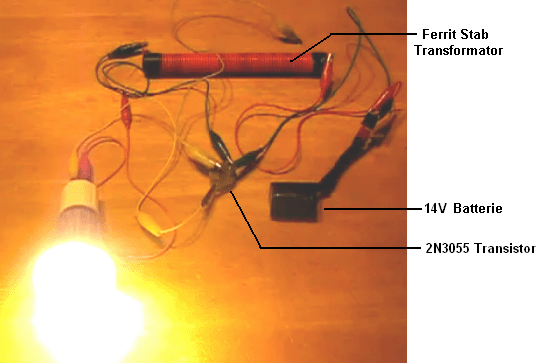 Ferrit Stab
Transformator
14V Batterie
2N3055 Transistor